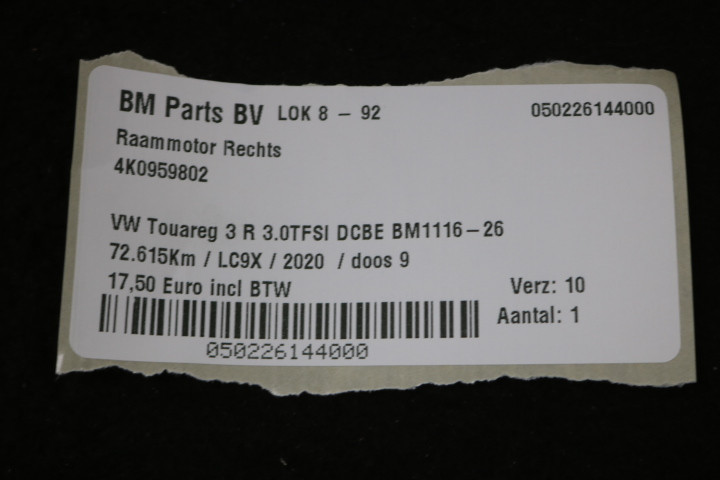 BM Parts BV LOK 8 – 92 050226144000
Raammotor Rechts
4K0959802
VW Touareg 3 R 3.0TFSI DCBE BM1116–26
72.615Km / LC9X / 2020 / doos 9
17,50 Euro incl BTW Verz: 10
Aantal: 1
050226144000